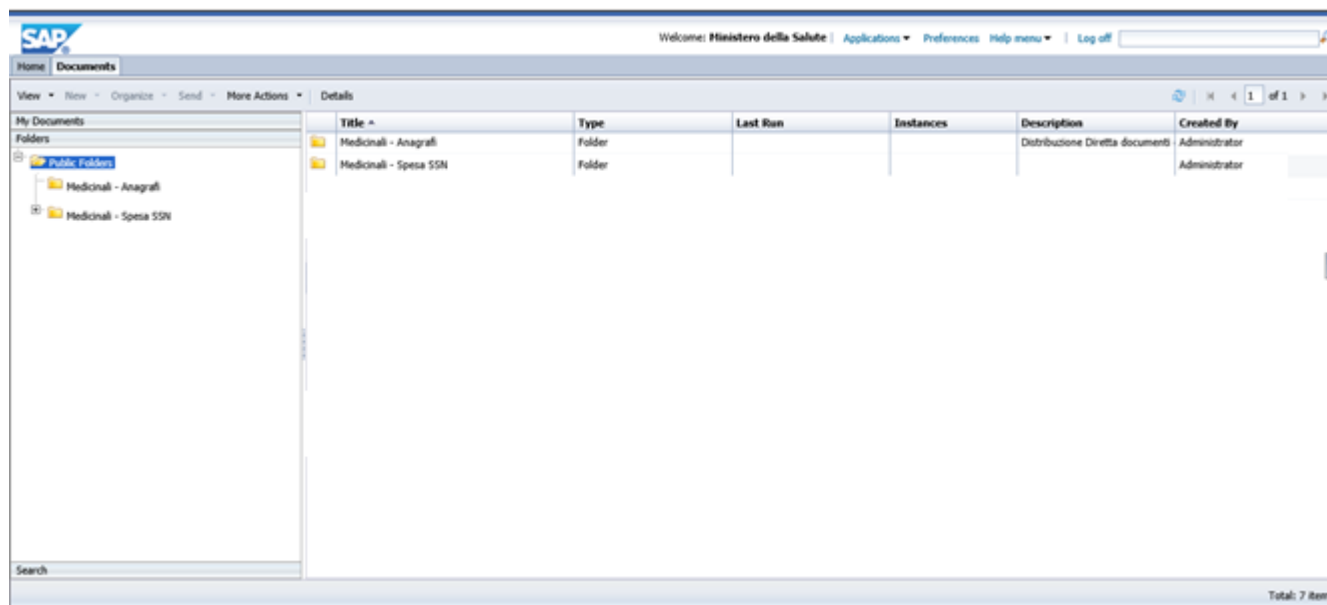 SAP
Welcome: Ministero della Salute | Applications Preferences Help menu | Log off
Home Documents
View New Organize Send More Actions Details 1 of 1
My Documents
Folders
Public Folders
Medicinali - Anagrafi
Medicinali - Spesa SSN
Title Type Last Run Instances Description Created By
Medicinali - Anagrafi Folder Distribuzione Diretta documenti Administrator
Medicinali - Spesa SSN Folder Administrator
Search
Total: 7 item